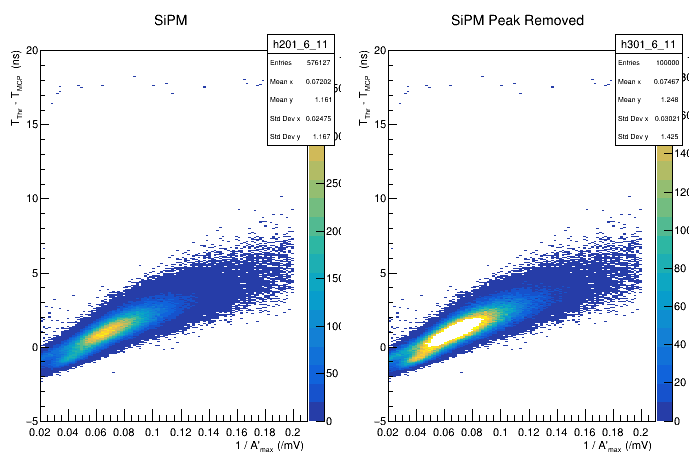 SiPM
SiPM Peak Removed
h201_6_11
Entries 576127
Mean x 0.07202
Mean y 1.161
Std Dev x 0.02475
Std Dev y 1.167
h301_6_11
Entries 100000
Mean x 0.07467
Mean y 1.248
Std Dev x 0.03021
Std Dev y 1.425
T_Thr - T_MCP (ns)
20
15
10
5
0
−5
0.02 0.04 0.06 0.08 0.1 0.12 0.14 0.16 0.18 0.2
1 / A'_max (/mV)
250
200
150
100
50
0
T_Thr - T_MCP (ns)
20
15
10
5
0
−5
0.02 0.04 0.06 0.08 0.1 0.12 0.14 0.16 0.18 0.2
1 / A'_max (/mV)
140
120
100
80
60
40
20
0